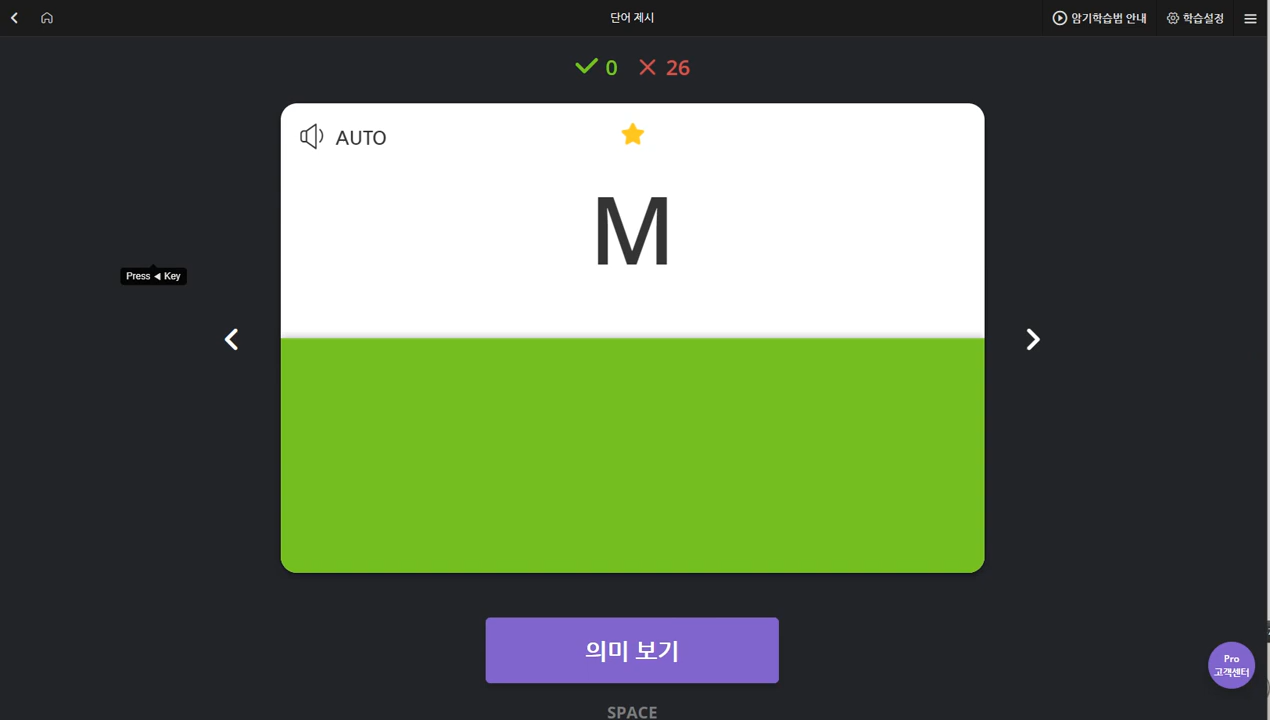 단어 제시
암기학습법 안내
학습설정
0
26
AUTO
M
Press ◀ Key
의미 보기
Pro
고객센터
SPACE